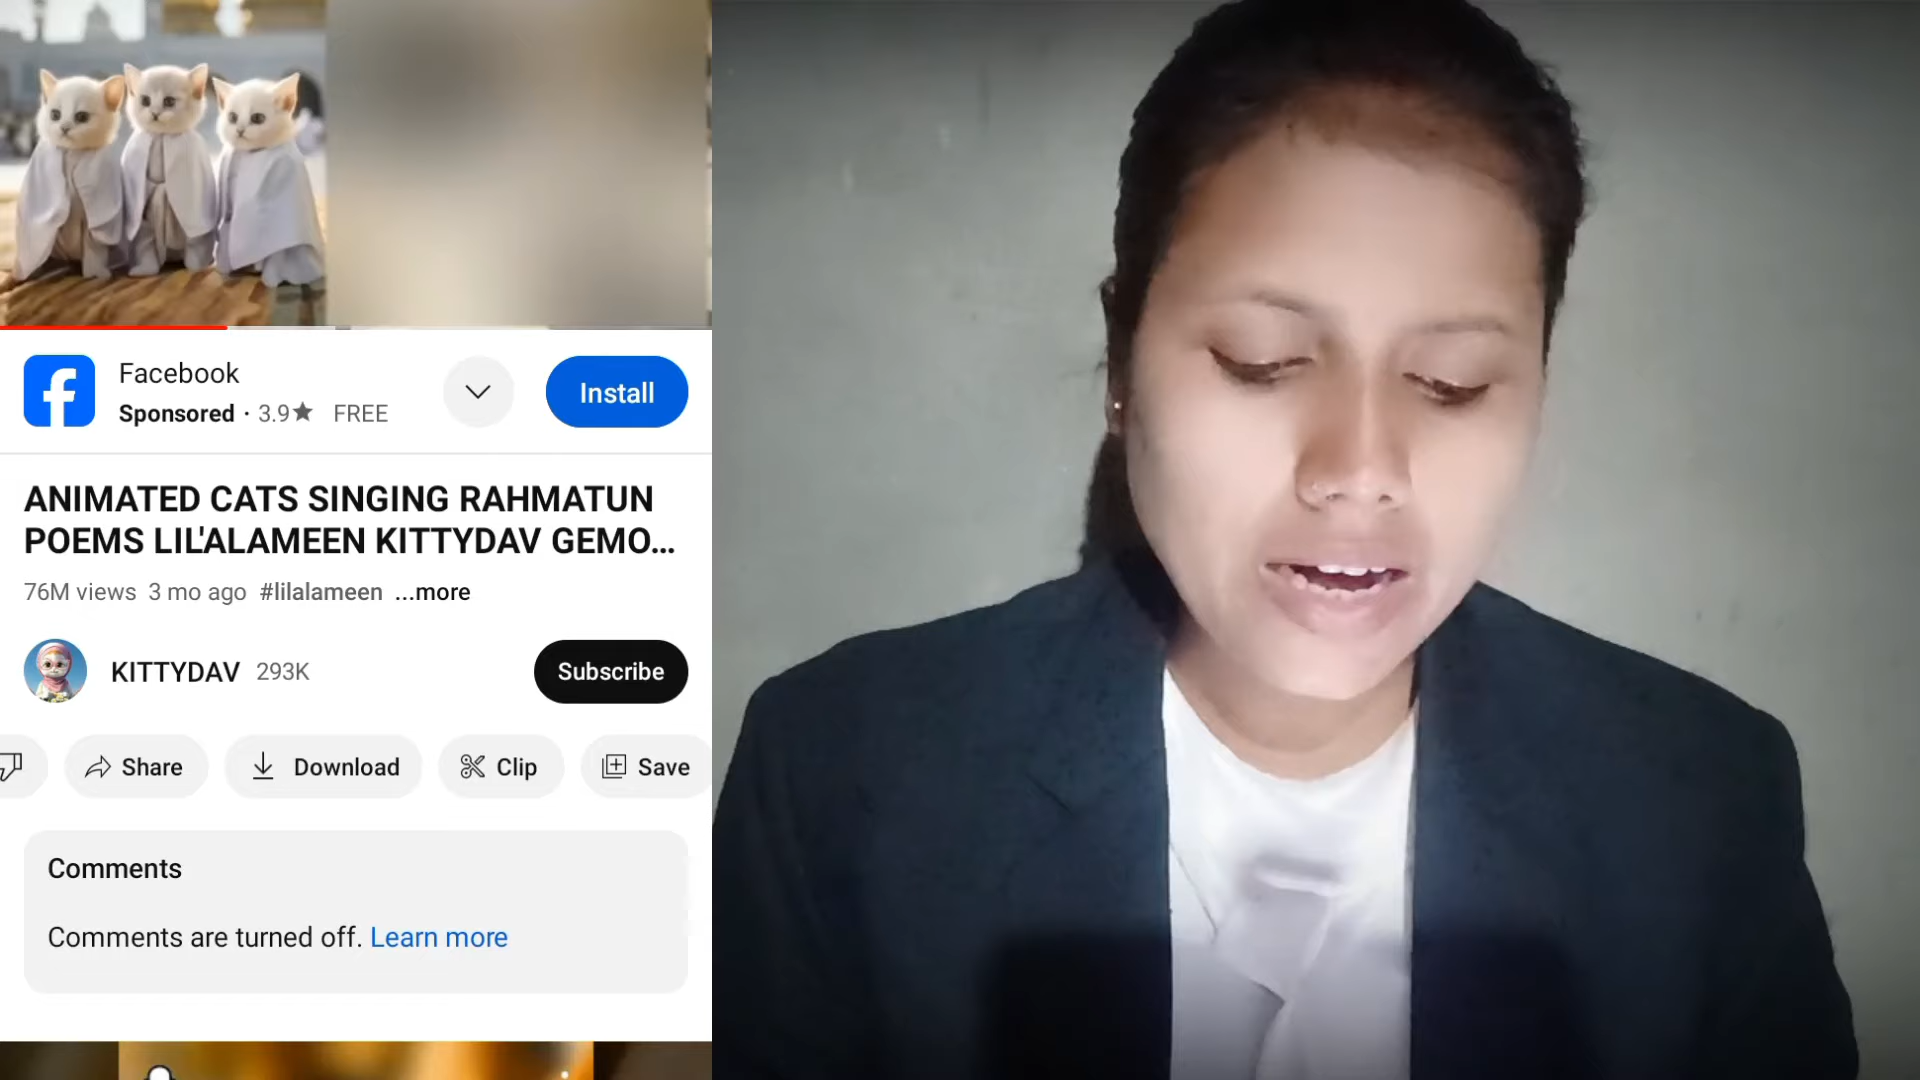 Facebook
Sponsored · 3.9★ FREE
Install
ANIMATED CATS SINGING RAHMATUN
POEMS LIL'ALAMEEN KITTYDAV GEMO...
76M views 3 mo ago #lilalameen ...more
KITTYDAV 293K
Subscribe
Share
Download
Clip
Save
Comments
Comments are turned off. Learn more